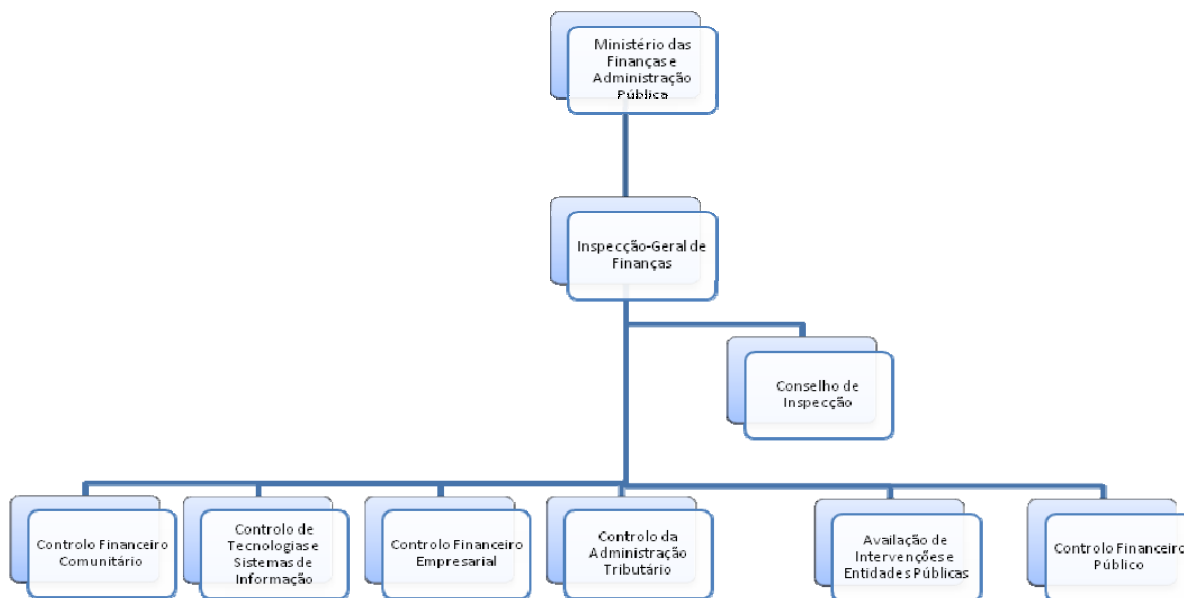 Ministério das
Finanças e
Administração
Pública
Inspecção-Geral de
Finanças
Conselho de
Inspecção
Controlo Financeiro
Comunitário
Controlo de
Tecnologias e
Sistemas de
Informação
Controlo Financeiro
Empresarial
Controlo da
Administração
Tributário
Availação de
Intervenções e
Entidades Públicas
Controlo Financeiro
Público